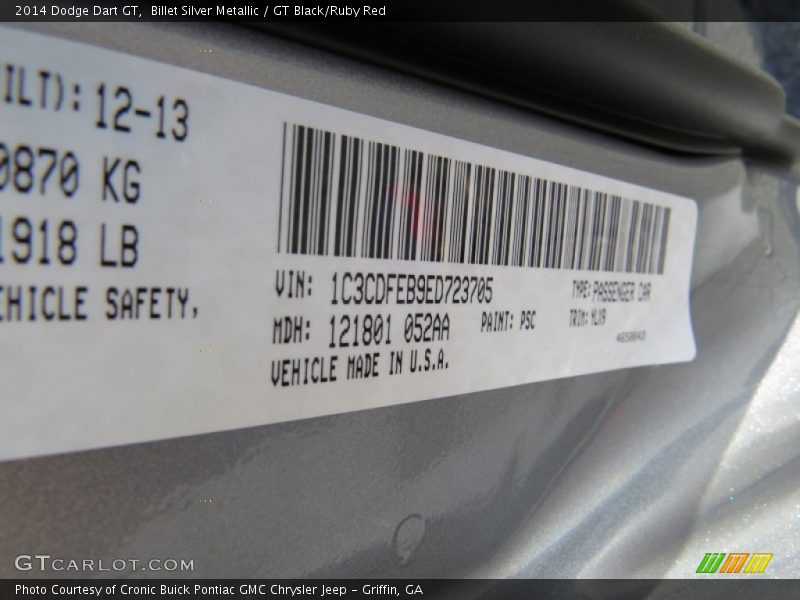 2014 Dodge Dart GT, Billet Silver Metallic / GT Black/Ruby Red
ILT): 12-13
0870 KG
1918 LB
EHICLE SAFETY,
VIN: 1C3CDFEB9ED723705
TYPE: PASSENGER CAR
MDH: 121801 052AA
PAINT: PSC
TRIM: YLX9
VEHICLE MADE IN U.S.A.
GTCARLOT.COM
Photo Courtesy of Cronic Buick Pontiac GMC Chrysler Jeep - Griffin, GA